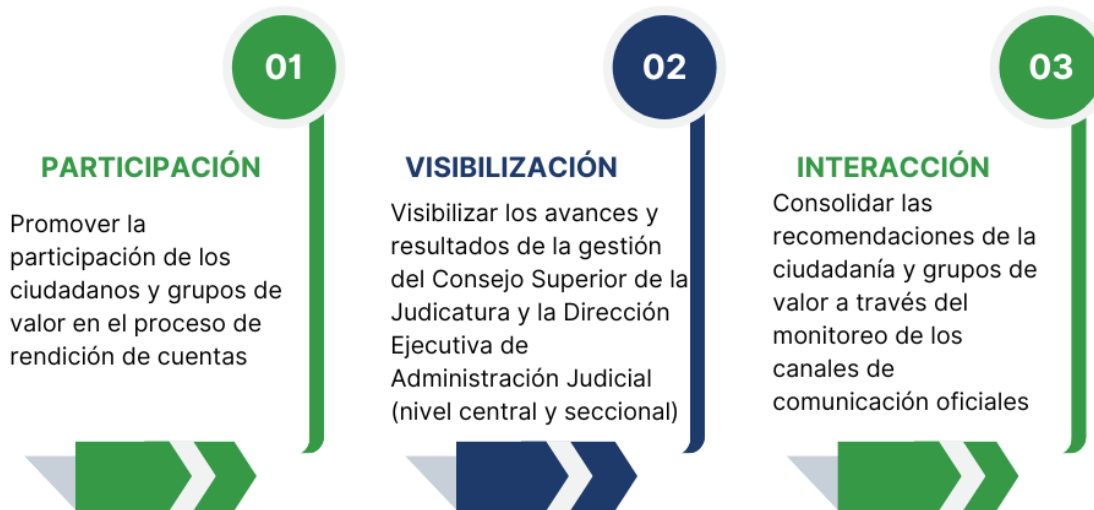 01
PARTICIPACIÓN
Promover la
participación de los
ciudadanos y grupos de
valor en el proceso de
rendición de cuentas
02
VISIBILIZACIÓN
Visibilizar los avances y
resultados de la gestión
del Consejo Superior de la
Judicatura y la Dirección
Ejecutiva de
Administración Judicial
(nivel central y seccional)
03
INTERACCIÓN
Consolidar las
recomendaciones de la
ciudadanía y grupos de
valor a través del
monitoreo de los
canales de
comunicación oficiales